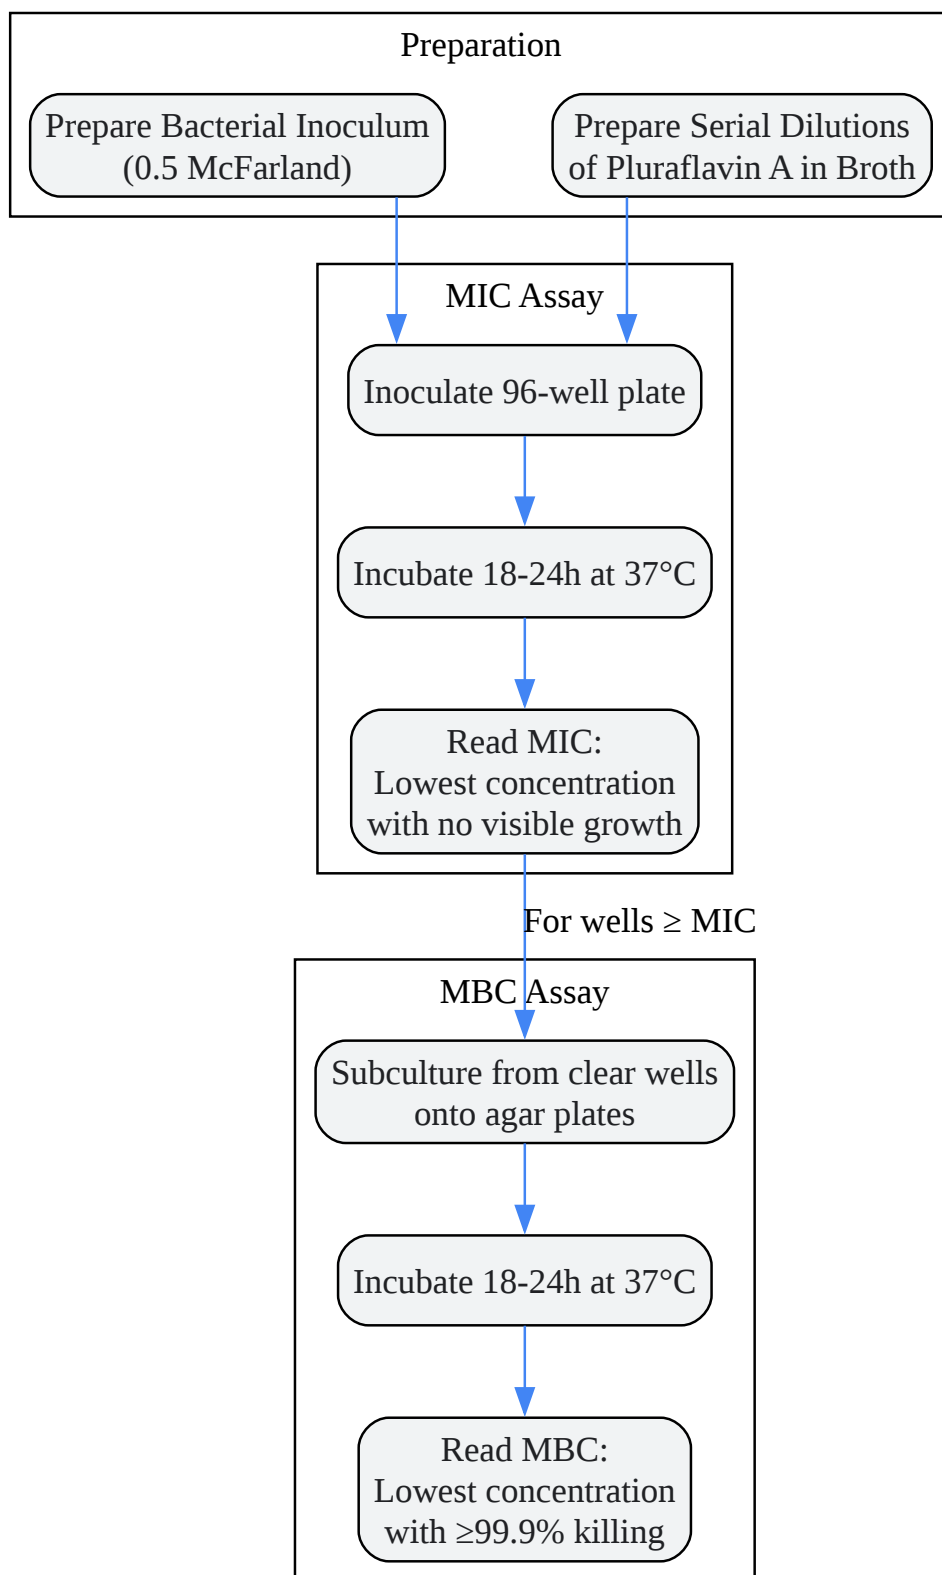 Preparation
Prepare Bacterial Inoculum
(0.5 McFarland)
Prepare Serial Dilutions
of Pluraflavin A in Broth
MIC Assay
Inoculate 96-well plate
Incubate 18-24h at 37°C
Read MIC:
Lowest concentration
with no visible growth
For wells ≥ MIC
MBC Assay
Subculture from clear wells
onto agar plates
Incubate 18-24h at 37°C
Read MBC:
Lowest concentration
with ≥99.9% killing